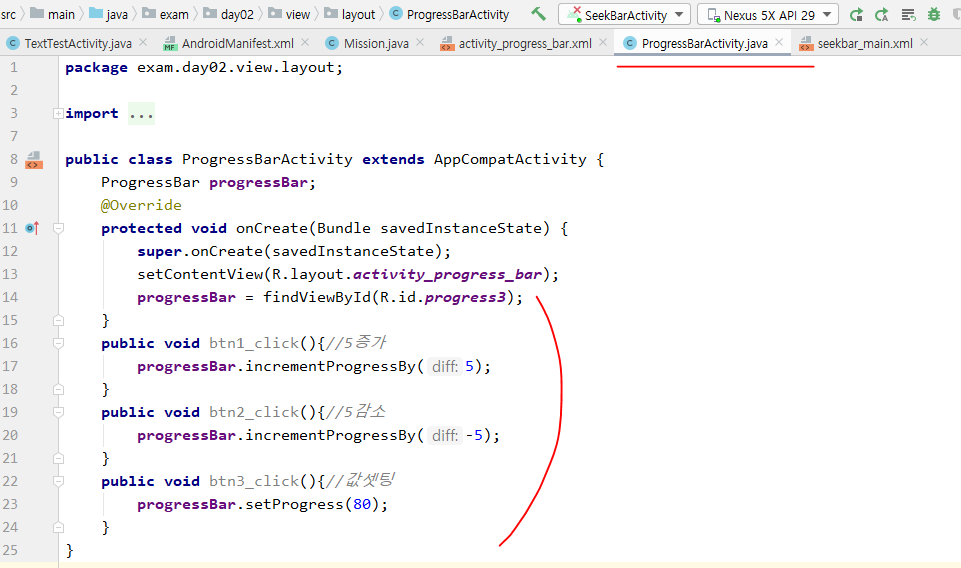 src main java exam day02 view layout ProgressBarActivity SeekBarActivity Nexus 5X API 29
TextTestActivity.java AndroidManifest.xml Mission.java activity_progress_bar.xml ProgressBarActivity.java seekbar_main.xml
1 package exam.day02.view.layout;
2
3 import ...
7
8 public class ProgressBarActivity extends AppCompatActivity {
9 ProgressBar progressBar;
10 @Override
11 protected void onCreate(Bundle savedInstanceState) {
12 super.onCreate(savedInstanceState);
13 setContentView(R.layout.activity_progress_bar);
14 progressBar = findViewById(R.id.progress3);
15 }
16 public void btn1_click(){//5증가
17 progressBar.incrementProgressBy( diff: 5);
18 }
19 public void btn2_click(){//5감소
20 progressBar.incrementProgressBy( diff: -5);
21 }
22 public void btn3_click(){//값셋팅
23 progressBar.setProgress(80);
24 }
25 }